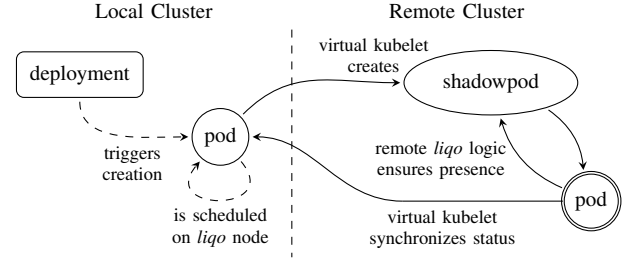 Local Cluster
Remote Cluster
deployment
virtual kubelet
creates
shadowpod
pod
triggers
creation
remote liqo logic
ensures presence
is scheduled
on liqo node
pod
virtual kubelet
synchronizes status